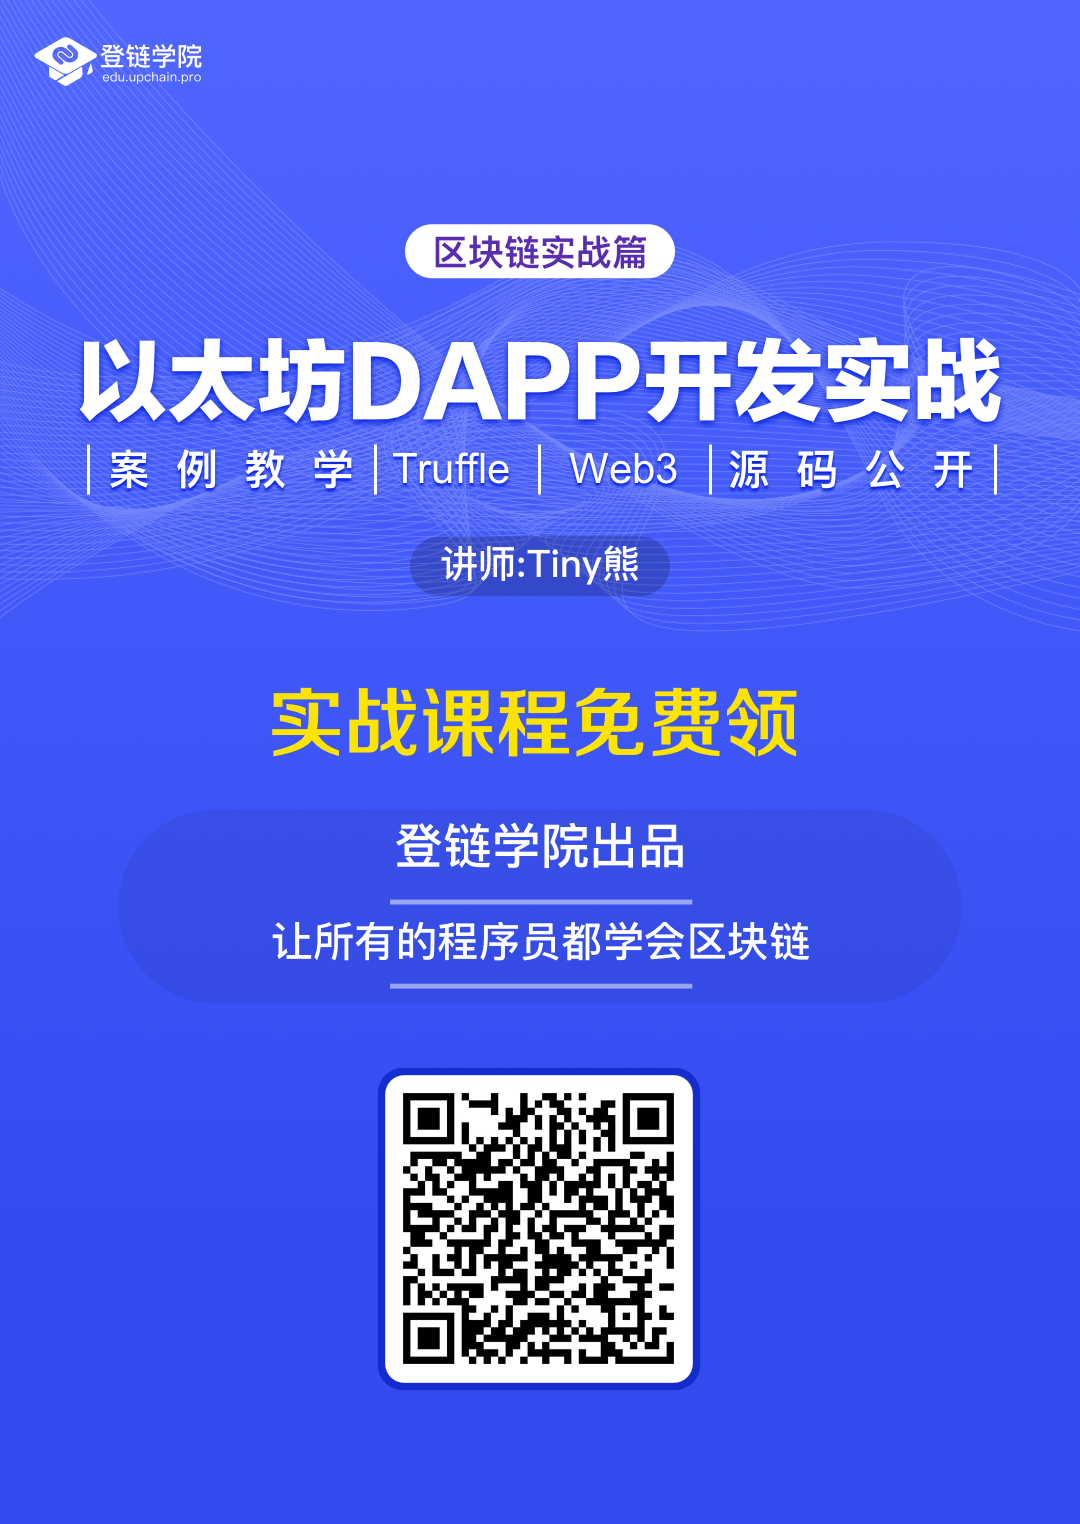 登链学院
edu.upchain.pro
区块链实战篇
以太坊DAPP开发实战
案例教学 Truffle Web3 源码公开
讲师:Tiny熊
实战课程免费领
登链学院出品
让所有的程序员都学会区块链